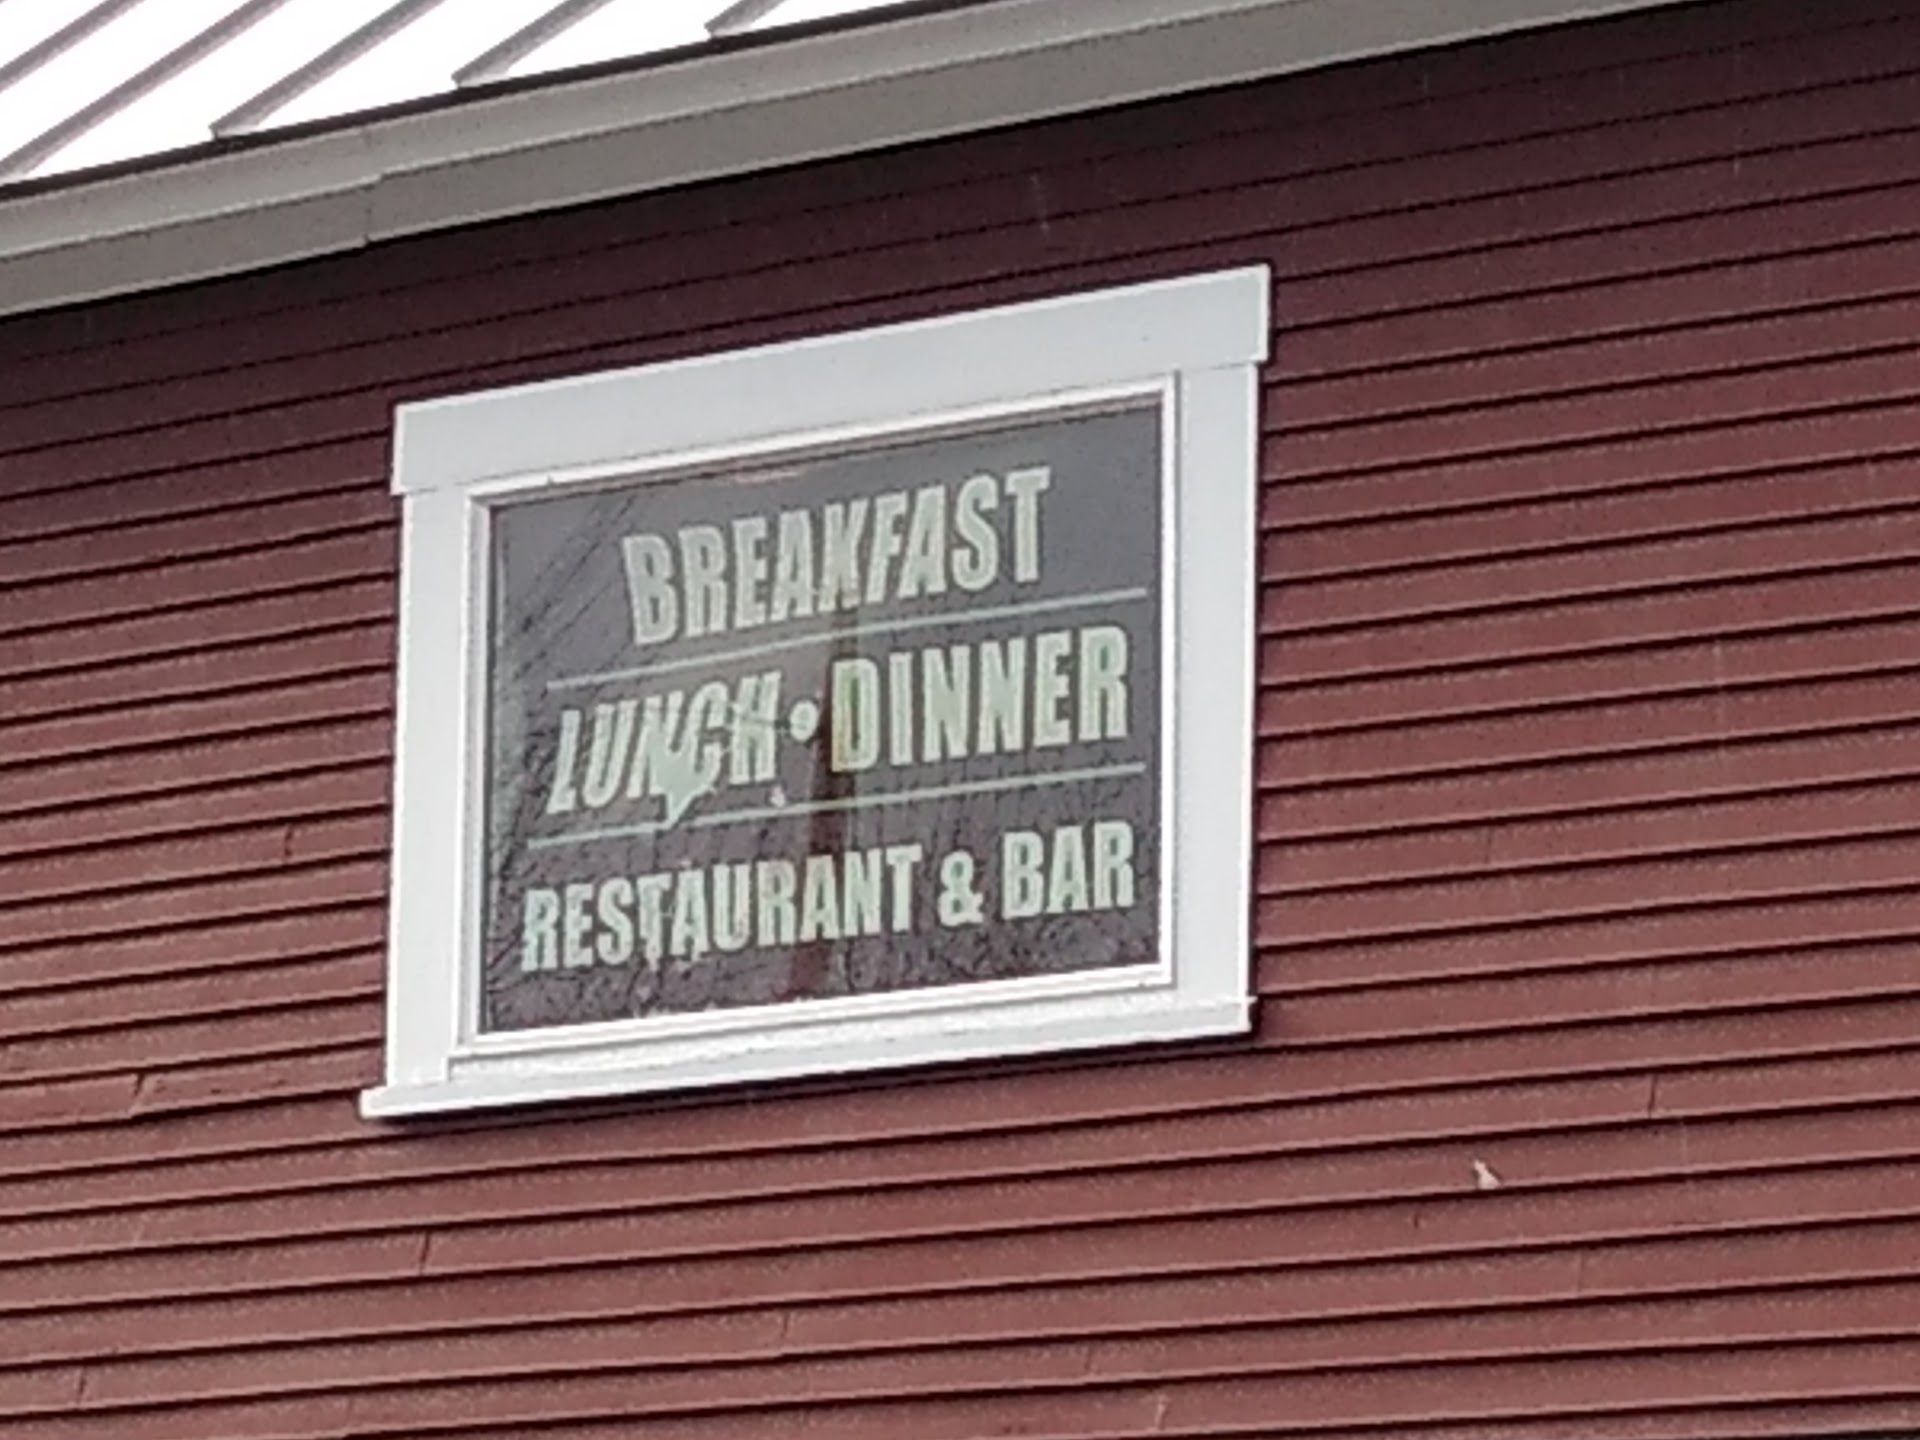 BREAKFAST
LUNCH • DINNER
RESTAURANT & BAR